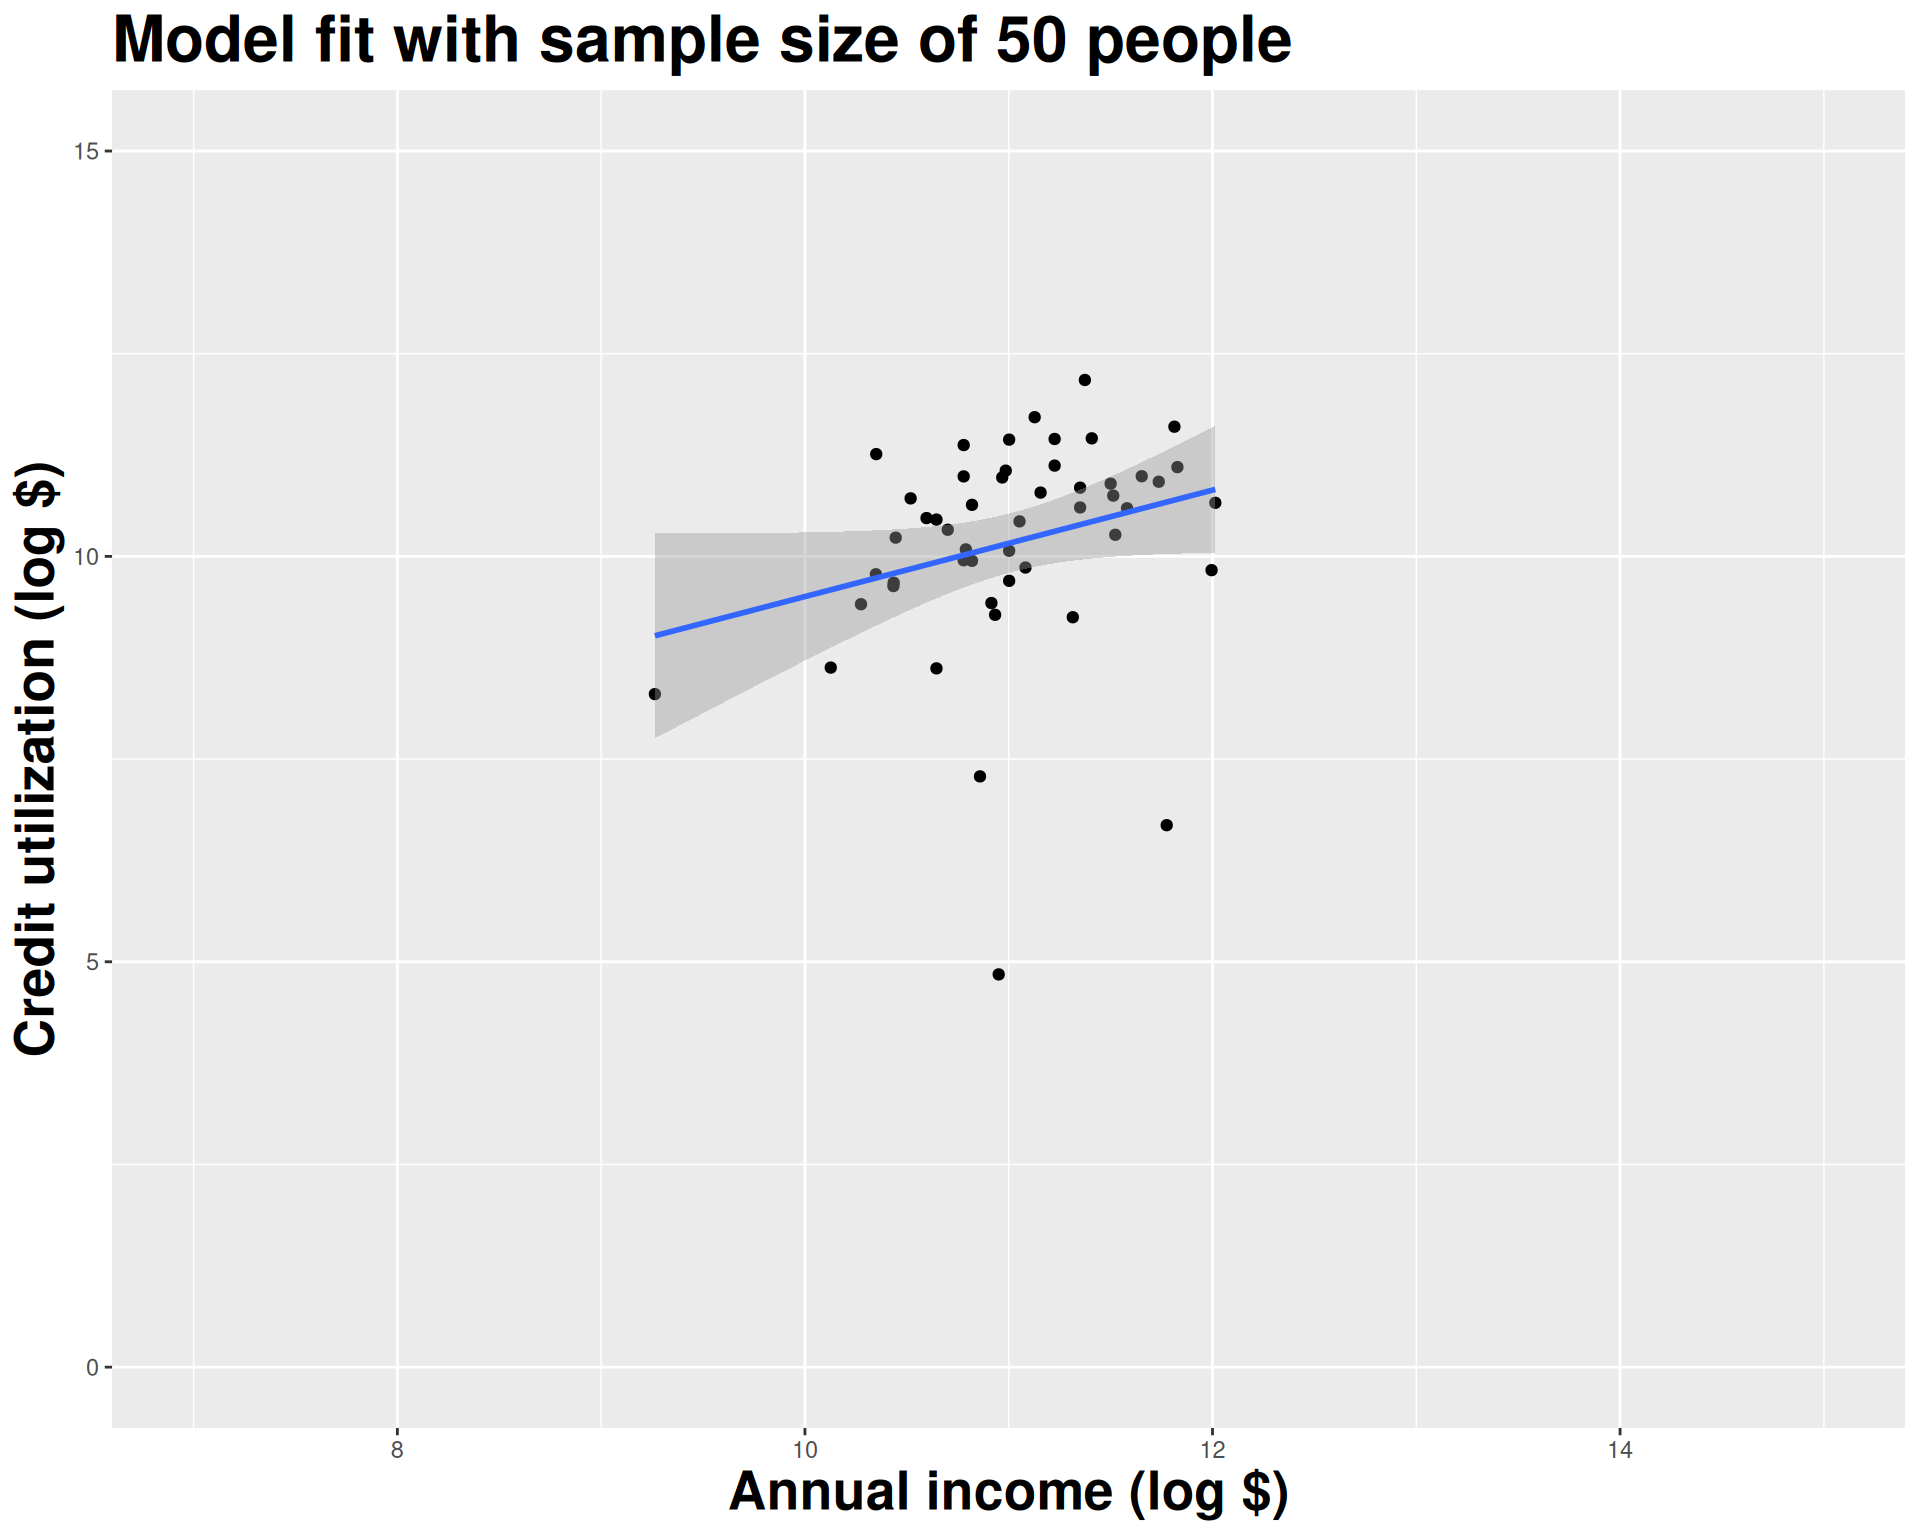 Model fit with sample size of 50 people
15
10
5
0
Credit utilization (log $)
8
10
12
14
Annual income (log $)